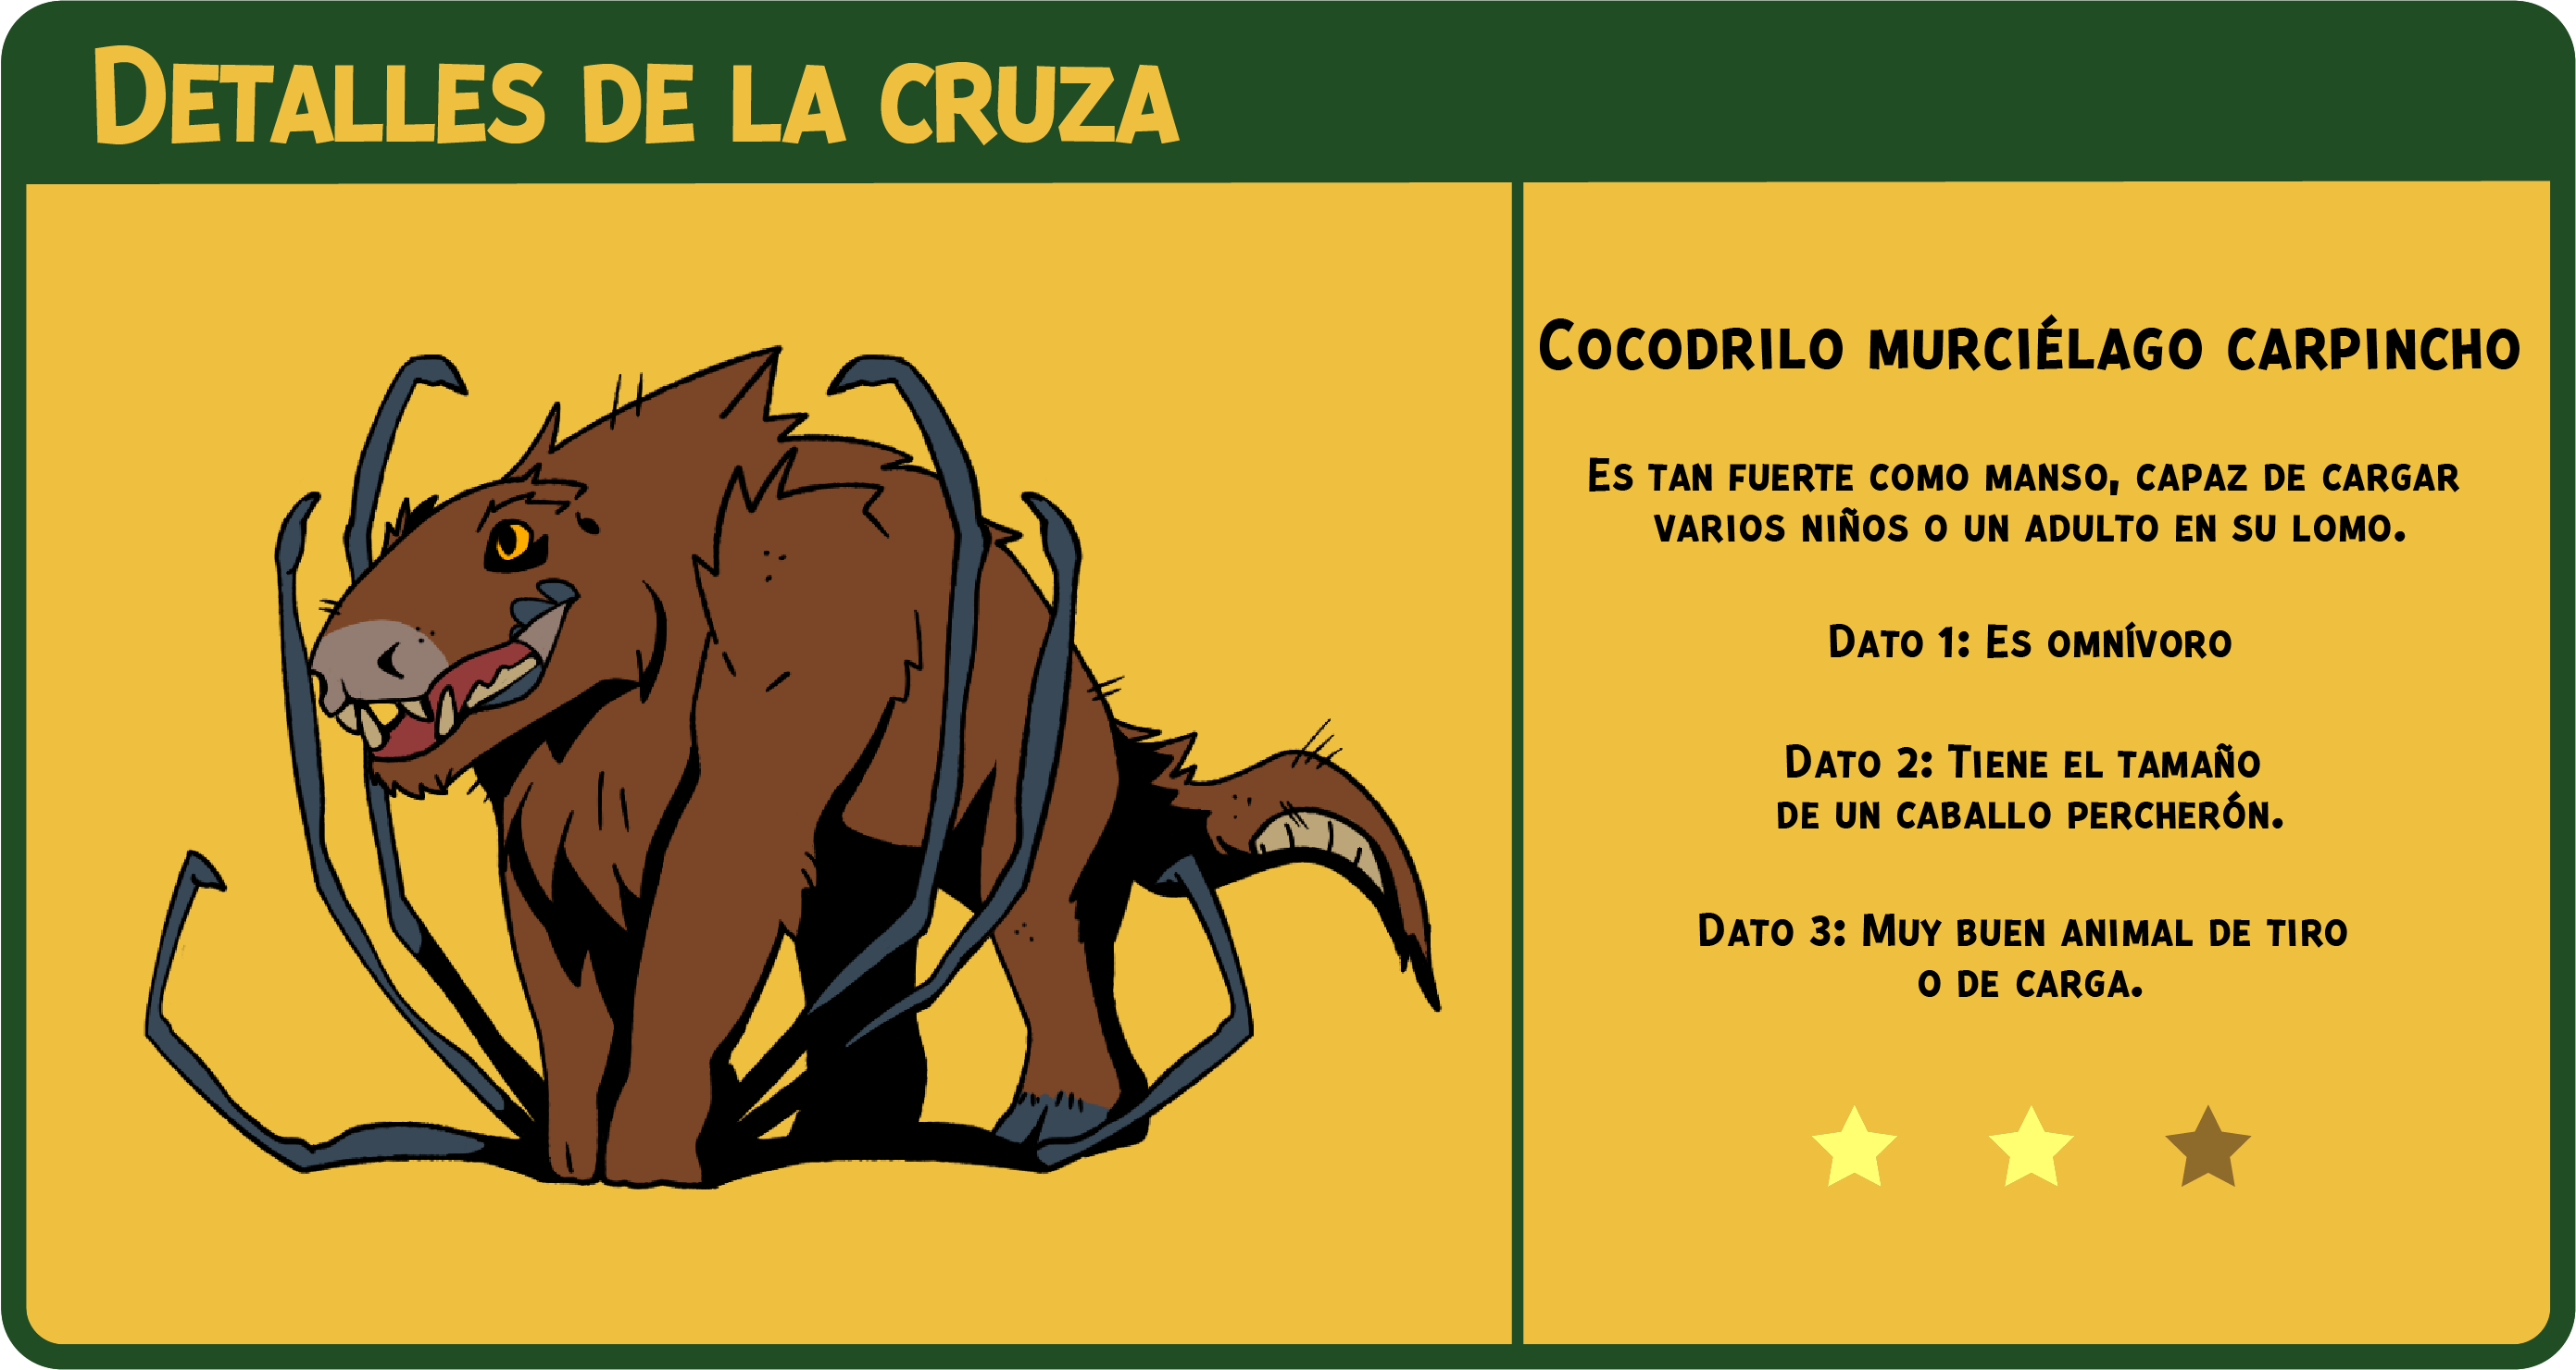 Detalles de la cruza
Cocodrilo murciélago carpincho
Es tan fuerte como manso, capaz de cargar
varios niños o un adulto en su lomo.
Dato 1: Es omnívoro
Dato 2: Tiene el tamaño
de un caballo percherón.
Dato 3: Muy buen animal de tiro
o de carga.